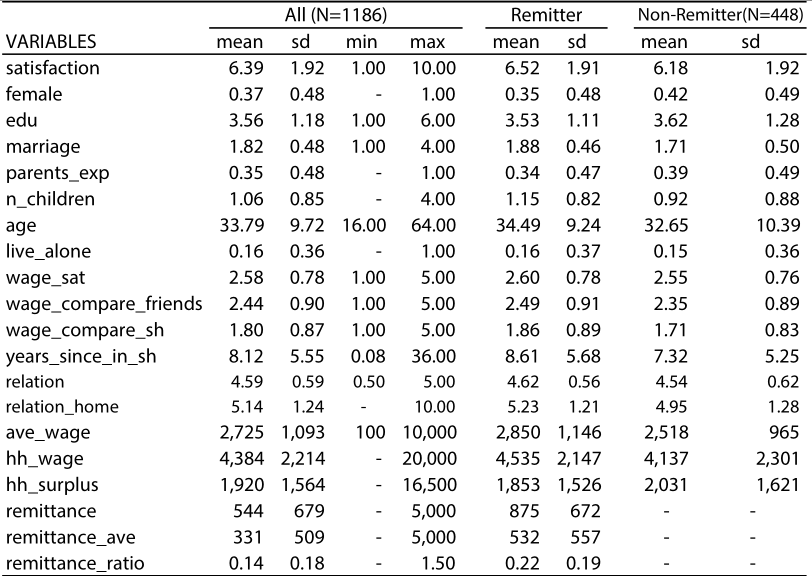 All (N=1186) Remitter Non-Remitter(N=448)
VARIABLES mean sd min max mean sd mean sd
satisfaction 6.39 1.92 1.00 10.00 6.52 1.91 6.18 1.92
female 0.37 0.48 - 1.00 0.35 0.48 0.42 0.49
edu 3.56 1.18 1.00 6.00 3.53 1.11 3.62 1.28
marriage 1.82 0.48 1.00 4.00 1.88 0.46 1.71 0.50
parents_exp 0.35 0.48 - 1.00 0.34 0.47 0.39 0.49
n_children 1.06 0.85 - 4.00 1.15 0.82 0.92 0.88
age 33.79 9.72 16.00 64.00 34.49 9.24 32.65 10.39
live_alone 0.16 0.36 - 1.00 0.16 0.37 0.15 0.36
wage_sat 2.58 0.78 1.00 5.00 2.60 0.78 2.55 0.76
wage_compare_friends 2.44 0.90 1.00 5.00 2.49 0.91 2.35 0.89
wage_compare_sh 1.80 0.87 1.00 5.00 1.86 0.89 1.71 0.83
years_since_in_sh 8.12 5.55 0.08 36.00 8.61 5.68 7.32 5.25
relation 4.59 0.59 0.50 5.00 4.62 0.56 4.54 0.62
relation_home 5.14 1.24 - 10.00 5.23 1.21 4.95 1.28
ave_wage 2,725 1,093 100 10,000 2,850 1,146 2,518 965
hh_wage 4,384 2,214 - 20,000 4,535 2,147 4,137 2,301
hh_surplus 1,920 1,564 - 16,500 1,853 1,526 2,031 1,621
remittance 544 679 - 5,000 875 672 - -
remittance_ave 331 509 - 5,000 532 557 - -
remittance_ratio 0.14 0.18 - 1.50 0.22 0.19 - -